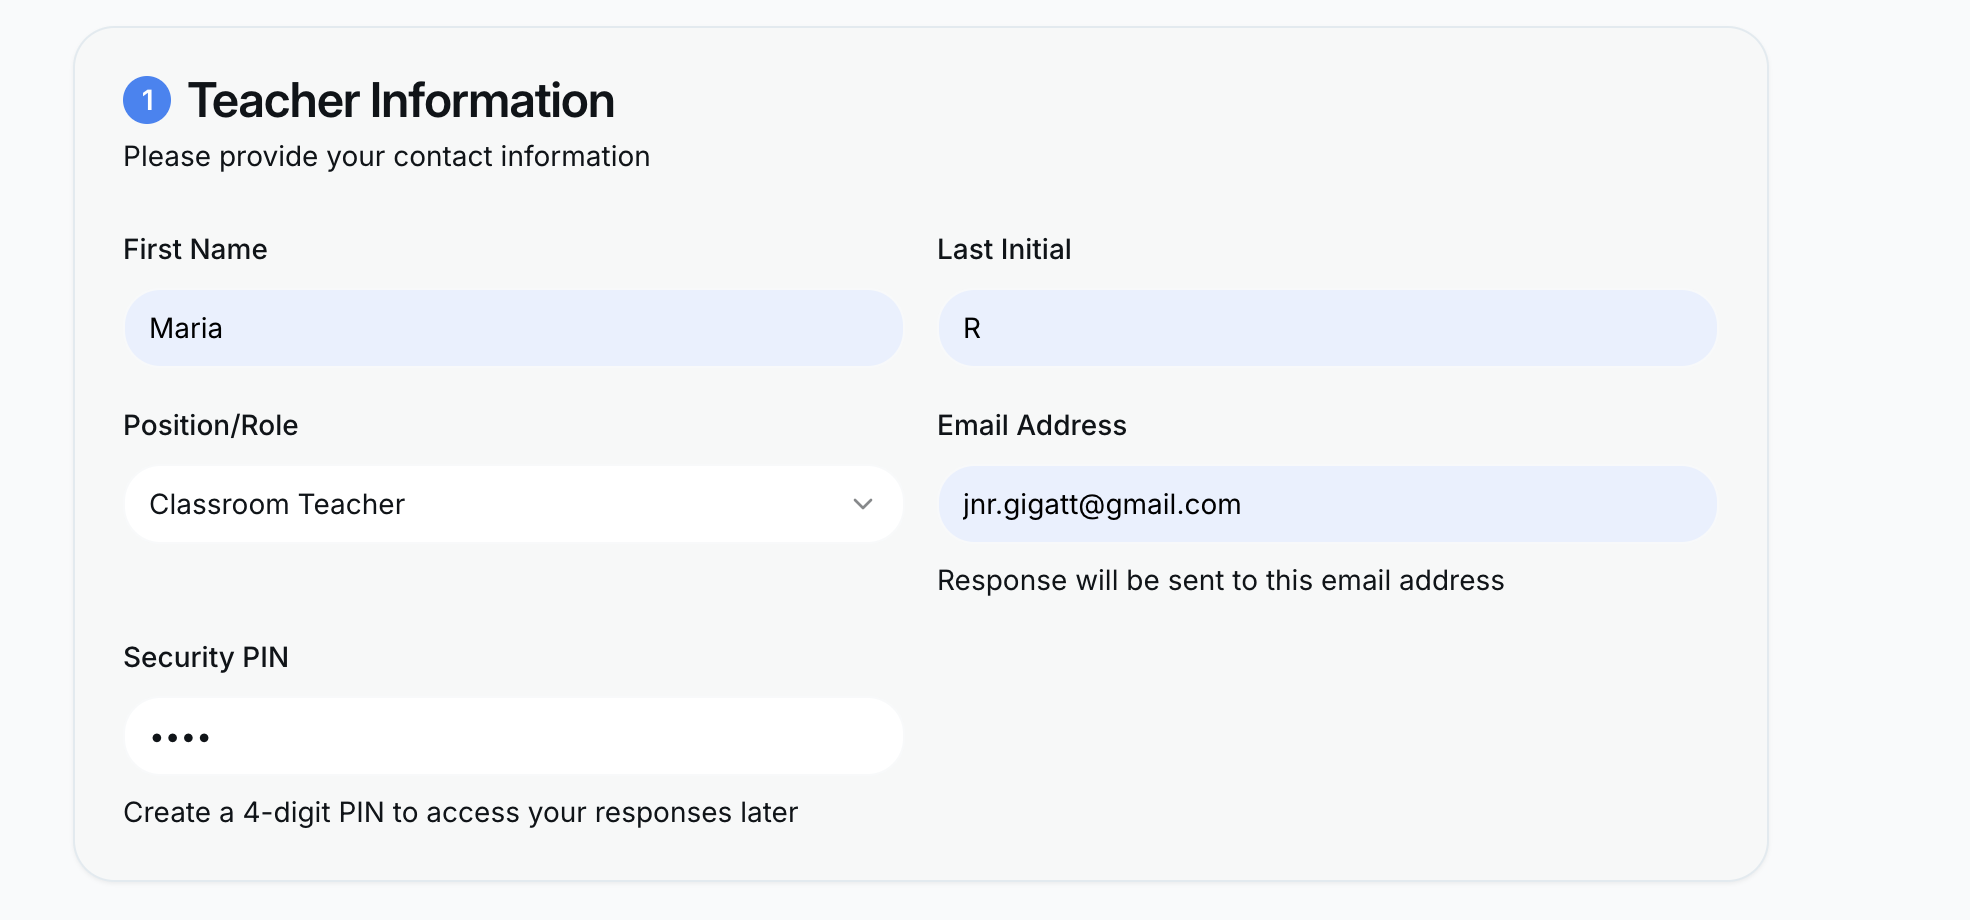 1 Teacher Information
Please provide your contact information
First Name
Last Initial
Maria
R
Position/Role
Email Address
Classroom Teacher
jnr.gigatt@gmail.com
Response will be sent to this email address
Security PIN
••••
Create a 4-digit PIN to access your responses later